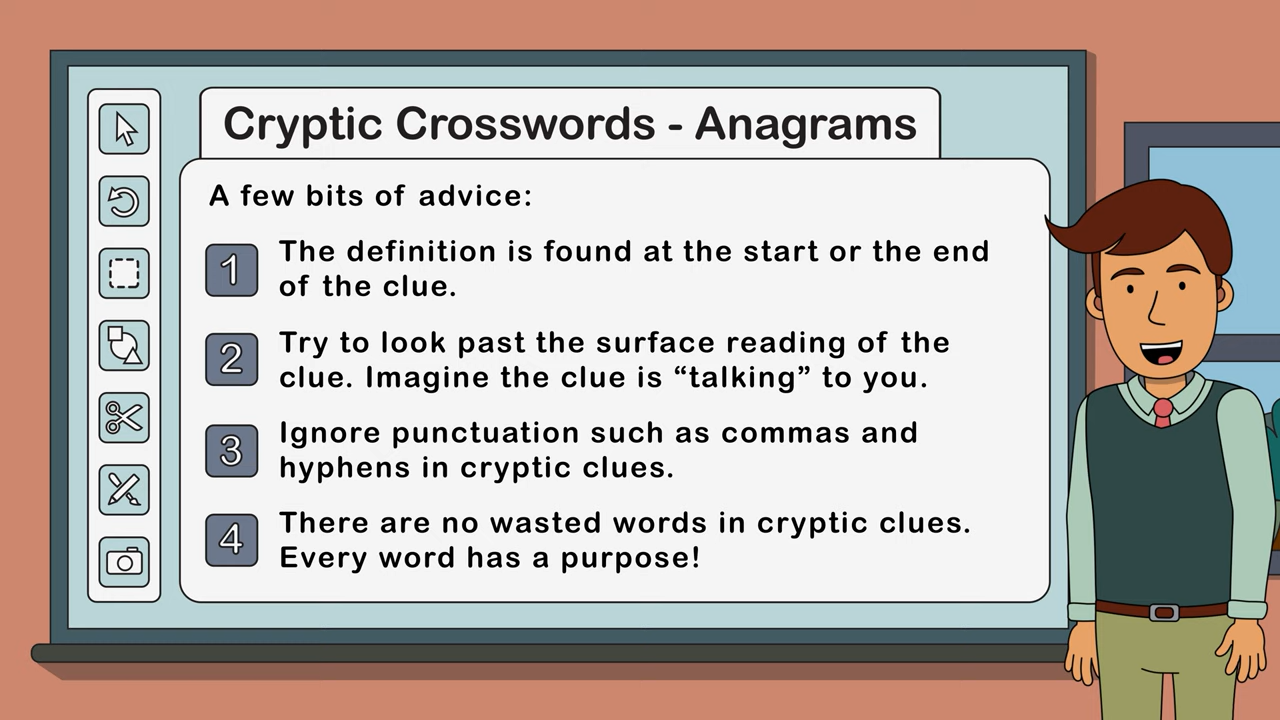 Cryptic Crosswords - Anagrams
A few bits of advice:
1 The definition is found at the start or the end
of the clue.
2 Try to look past the surface reading of the
clue. Imagine the clue is “talking” to you.
3 Ignore punctuation such as commas and
hyphens in cryptic clues.
4 There are no wasted words in cryptic clues.
Every word has a purpose!